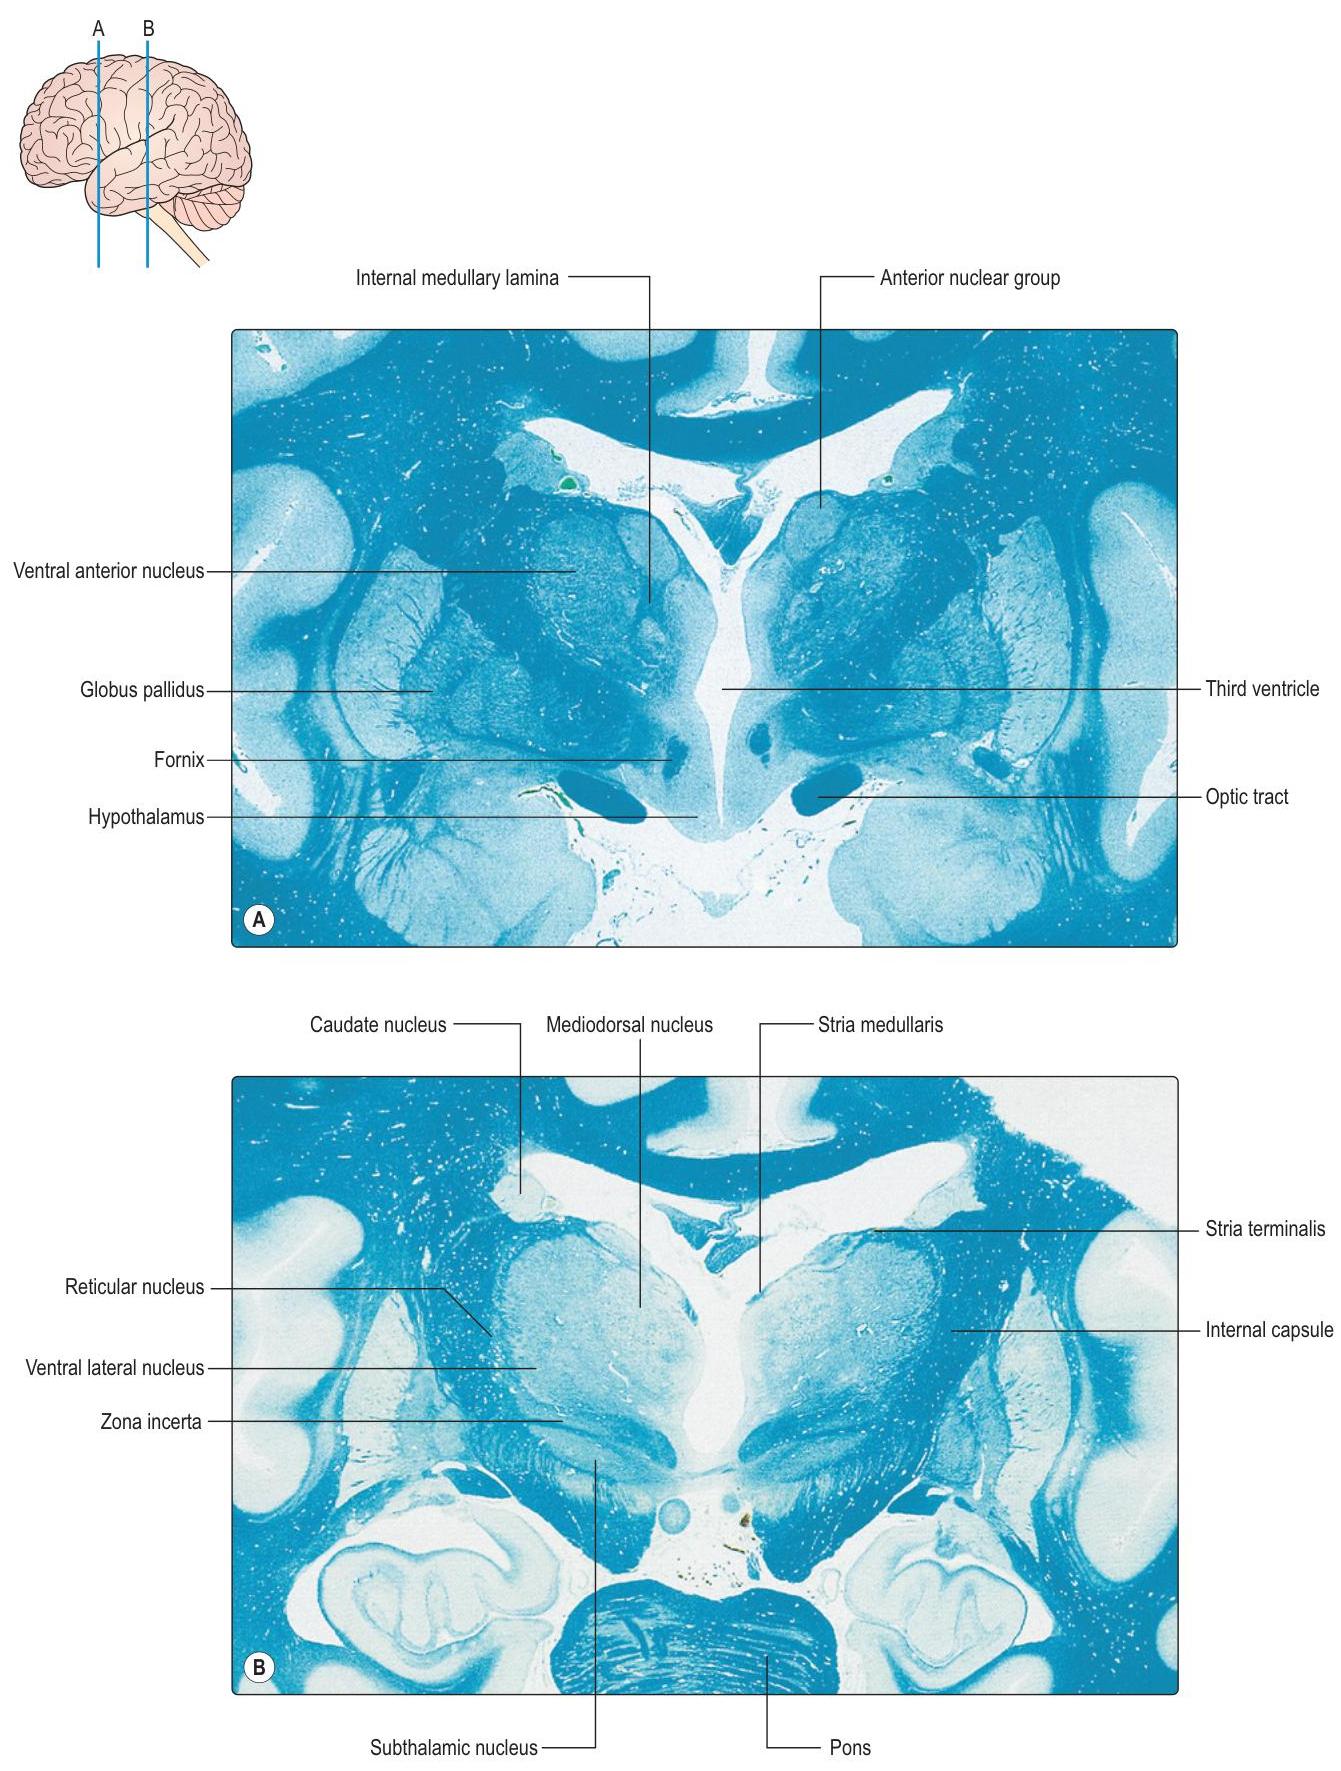 A B
Internal medullary lamina Anterior nuclear group
Ventral anterior nucleus
Globus pallidus Third ventricle
Fornix
Optic tract
Hypothalamus
A
Caudate nucleus Mediodorsal nucleus Stria medullaris
Stria terminalis
Reticular nucleus
Internal capsule
Ventral lateral nucleus
Zona incerta
B
Subthalamic nucleus Pons